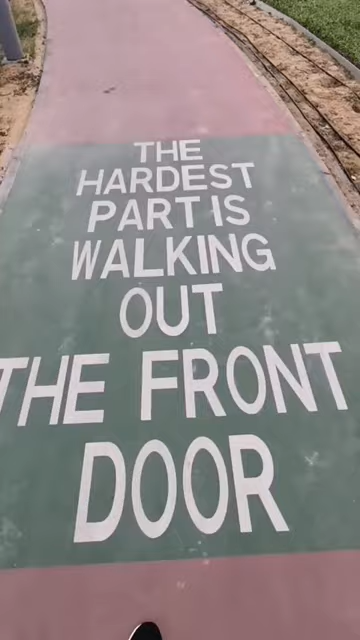 THE
HARDEST
PART IS
WALKING
OUT
THE FRONT
DOOR